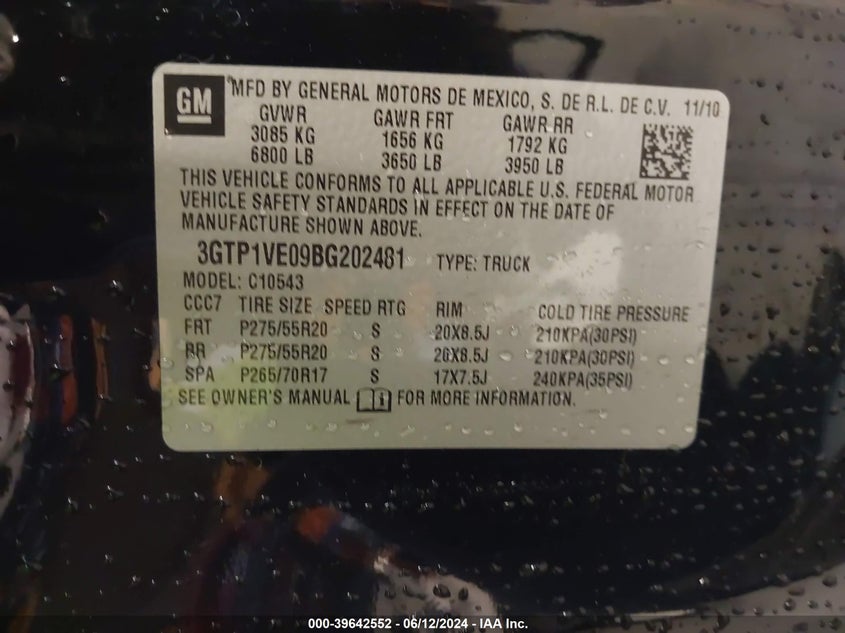 GM ® MFD BY GENERAL MOTORS DE MEXICO, S. DE R.L. DE C.V. 11/10
GVWR GAWR FRT GAWR RR
3085 KG 1656 KG 1792 KG
6800 LB 3650 LB 3950 LB
THIS VEHICLE CONFORMS TO ALL APPLICABLE U.S. FEDERAL MOTOR
VEHICLE SAFETY STANDARDS IN EFFECT ON THE DATE OF
MANUFACTURE SHOWN ABOVE.
3GTP1VE09BG202481 TYPE: TRUCK
MODEL: C10543
CCC7 TIRE SIZE SPEED RTG RIM COLD TIRE PRESSURE
FRT P275/55R20 S 20X8.5J 210KPA(30PSI)
RR P275/55R20 S 20X8.5J 210KPA(30PSI)
SPA P265/70R17 S 17X7.5J 240KPA(35PSI)
SEE OWNER'S MANUAL FOR MORE INFORMATION.
000-39642552 - 06/12/2024 - IAA Inc.